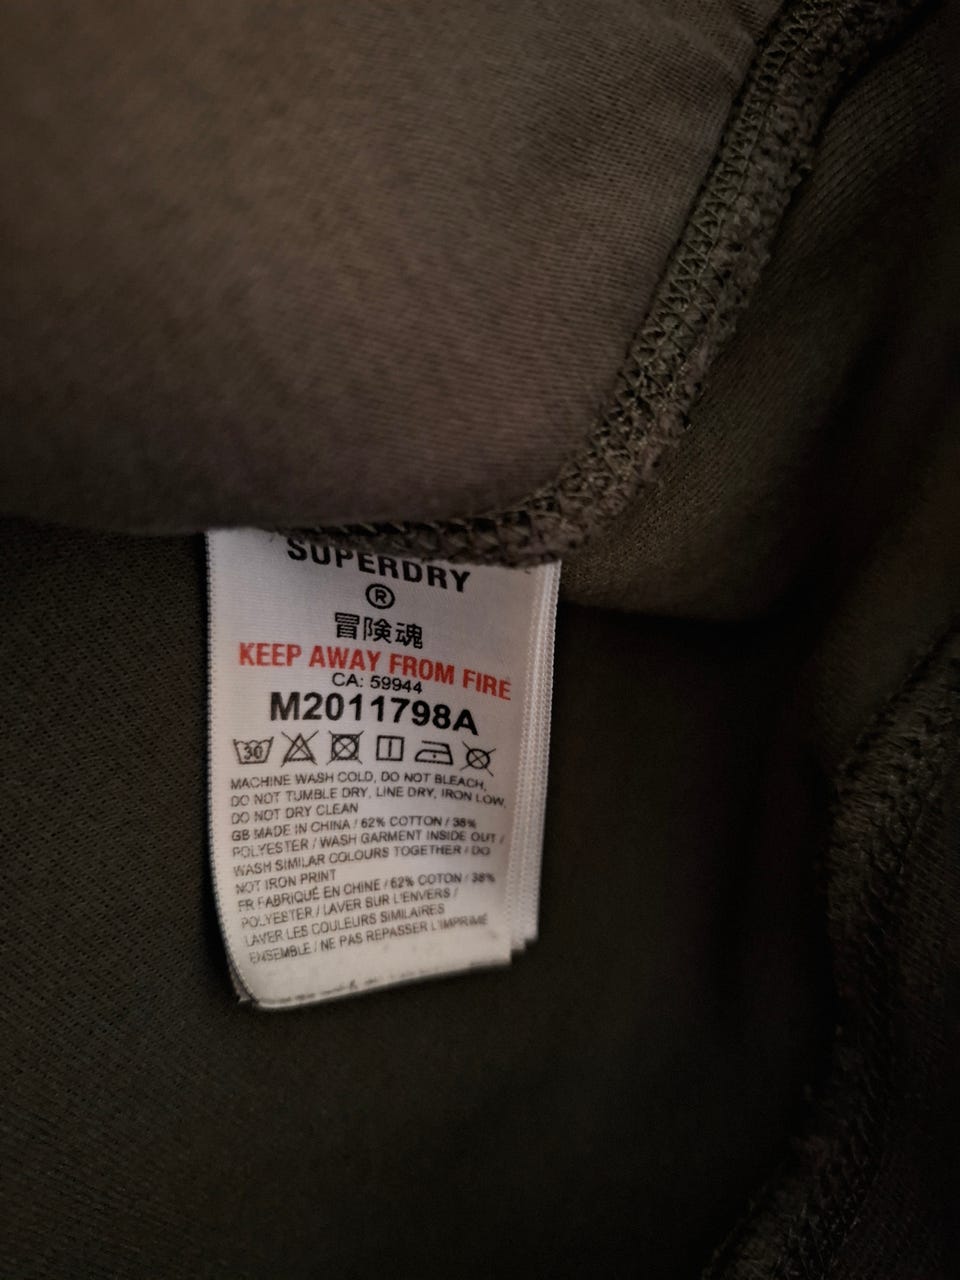 SUPERDRY
®
冒険魂
KEEP AWAY FROM FIRE
CA: 59944
M2011798A
30
MACHINE WASH COLD, DO NOT BLEACH,
DO NOT TUMBLE DRY, LINE DRY, IRON LOW,
DO NOT DRY CLEAN
GB MADE IN CHINA / 62% COTTON / 38%
POLYESTER / WASH GARMENT INSIDE OUT /
WASH SIMILAR COLOURS TOGETHER / DO
NOT IRON PRINT
FR FABRIQUÉ EN CHINE / 62% COTON / 38%
POLYESTER / LAVER SUR L'ENVERS /
LAVER LES COULEURS SIMILAIRES
ENSEMBLE / NE PAS REPASSER L'IMPRIMÉ